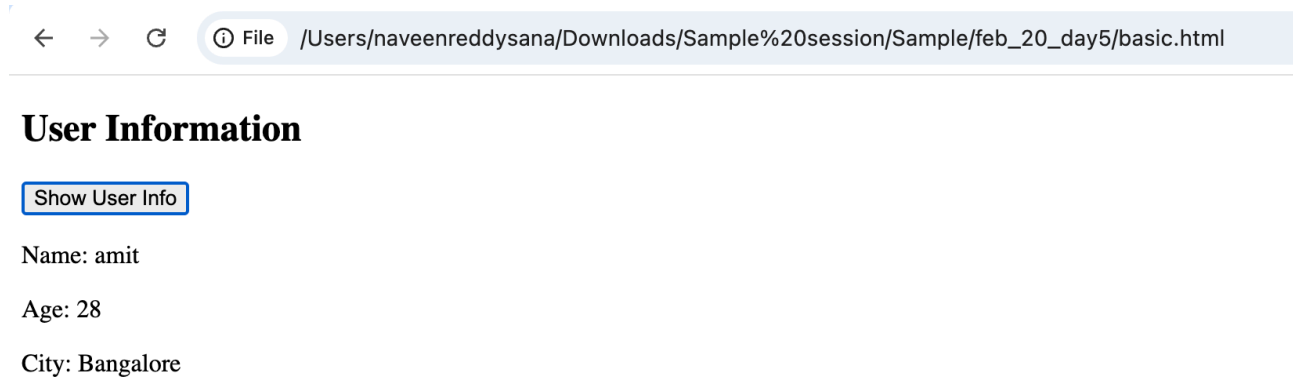 File /Users/naveenreddysana/Downloads/Sample%20session/Sample/feb_20_day5/basic.html
User Information
Show User Info
Name: amit
Age: 28
City: Bangalore